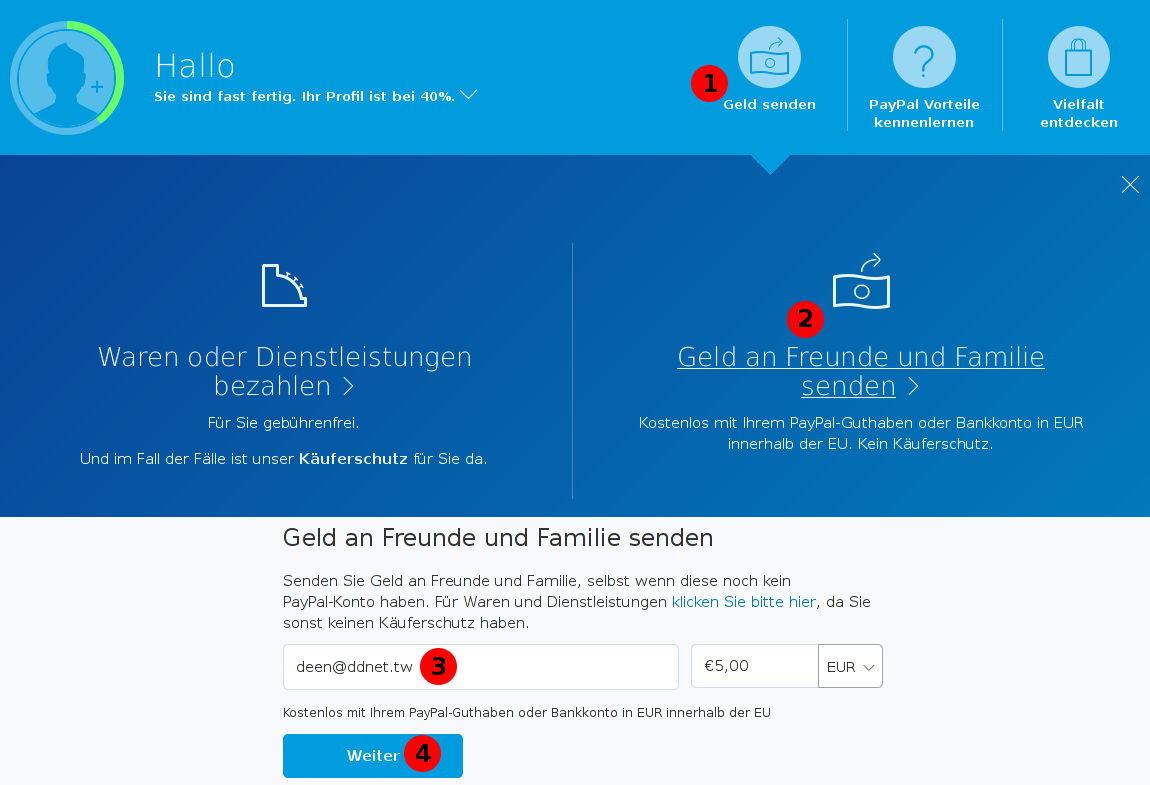 Hallo
Sie sind fast fertig. Ihr Profil ist bei 40%.
1
Geld senden
PayPal Vorteile
kennenlernen
Vielfalt
entdecken
Waren oder Dienstleistungen
bezahlen >
Für Sie gebührenfrei.
Und im Fall der Fälle ist unser Käuferschutz für Sie da.
2
Geld an Freunde und Familie
senden >
Kostenlos mit Ihrem PayPal-Guthaben oder Bankkonto in EUR
innerhalb der EU. Kein Käuferschutz.
Geld an Freunde und Familie senden
Senden Sie Geld an Freunde und Familie, selbst wenn diese noch kein
PayPal-Konto haben. Für Waren und Dienstleistungen klicken Sie bitte hier, da Sie
sonst keinen Käuferschutz haben.
deen@ddnet.tw 3
€5,00 EUR
Kostenlos mit Ihrem PayPal-Guthaben oder Bankkonto in EUR innerhalb der EU
Weiter 4